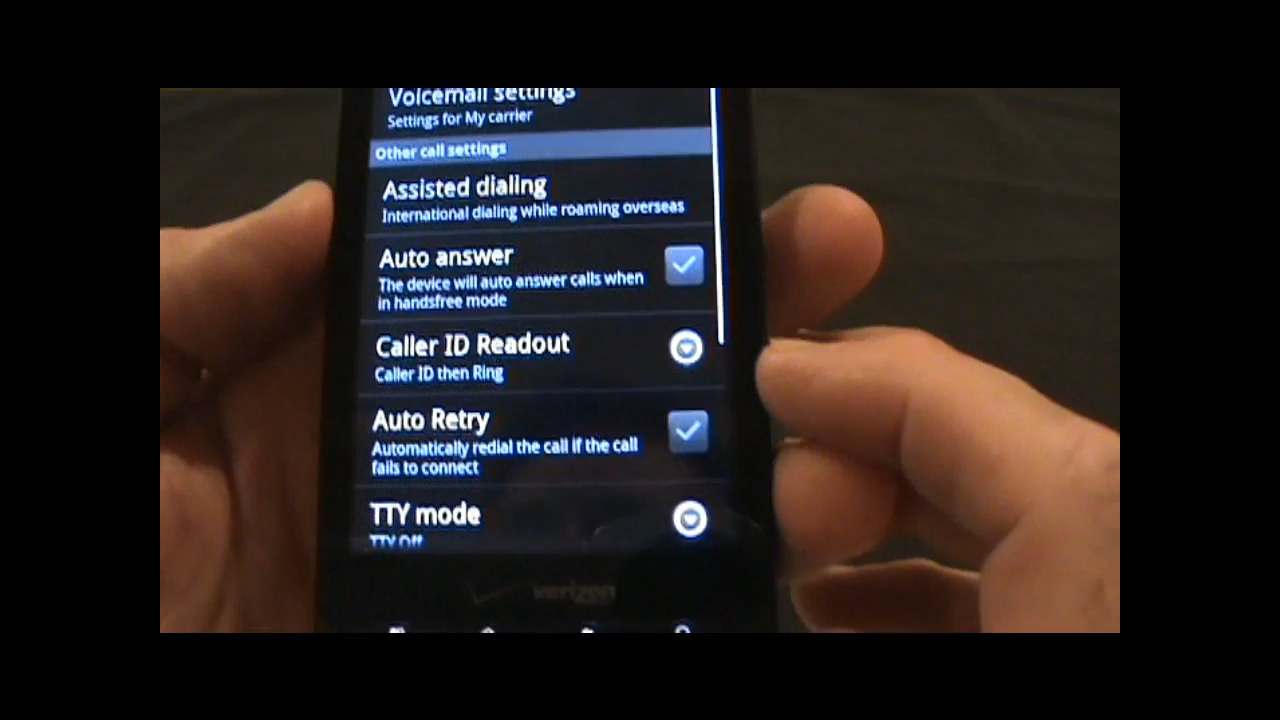 Voicemail settings
Settings for My carrier
Other call settings
Assisted dialing
International dialing while roaming overseas
Auto answer
The device will auto answer calls when
in handsfree mode
Caller ID Readout
Caller ID then Ring
Auto Retry
Automatically redial the call if the call
fails to connect
TTY mode
TTY Off
verizon